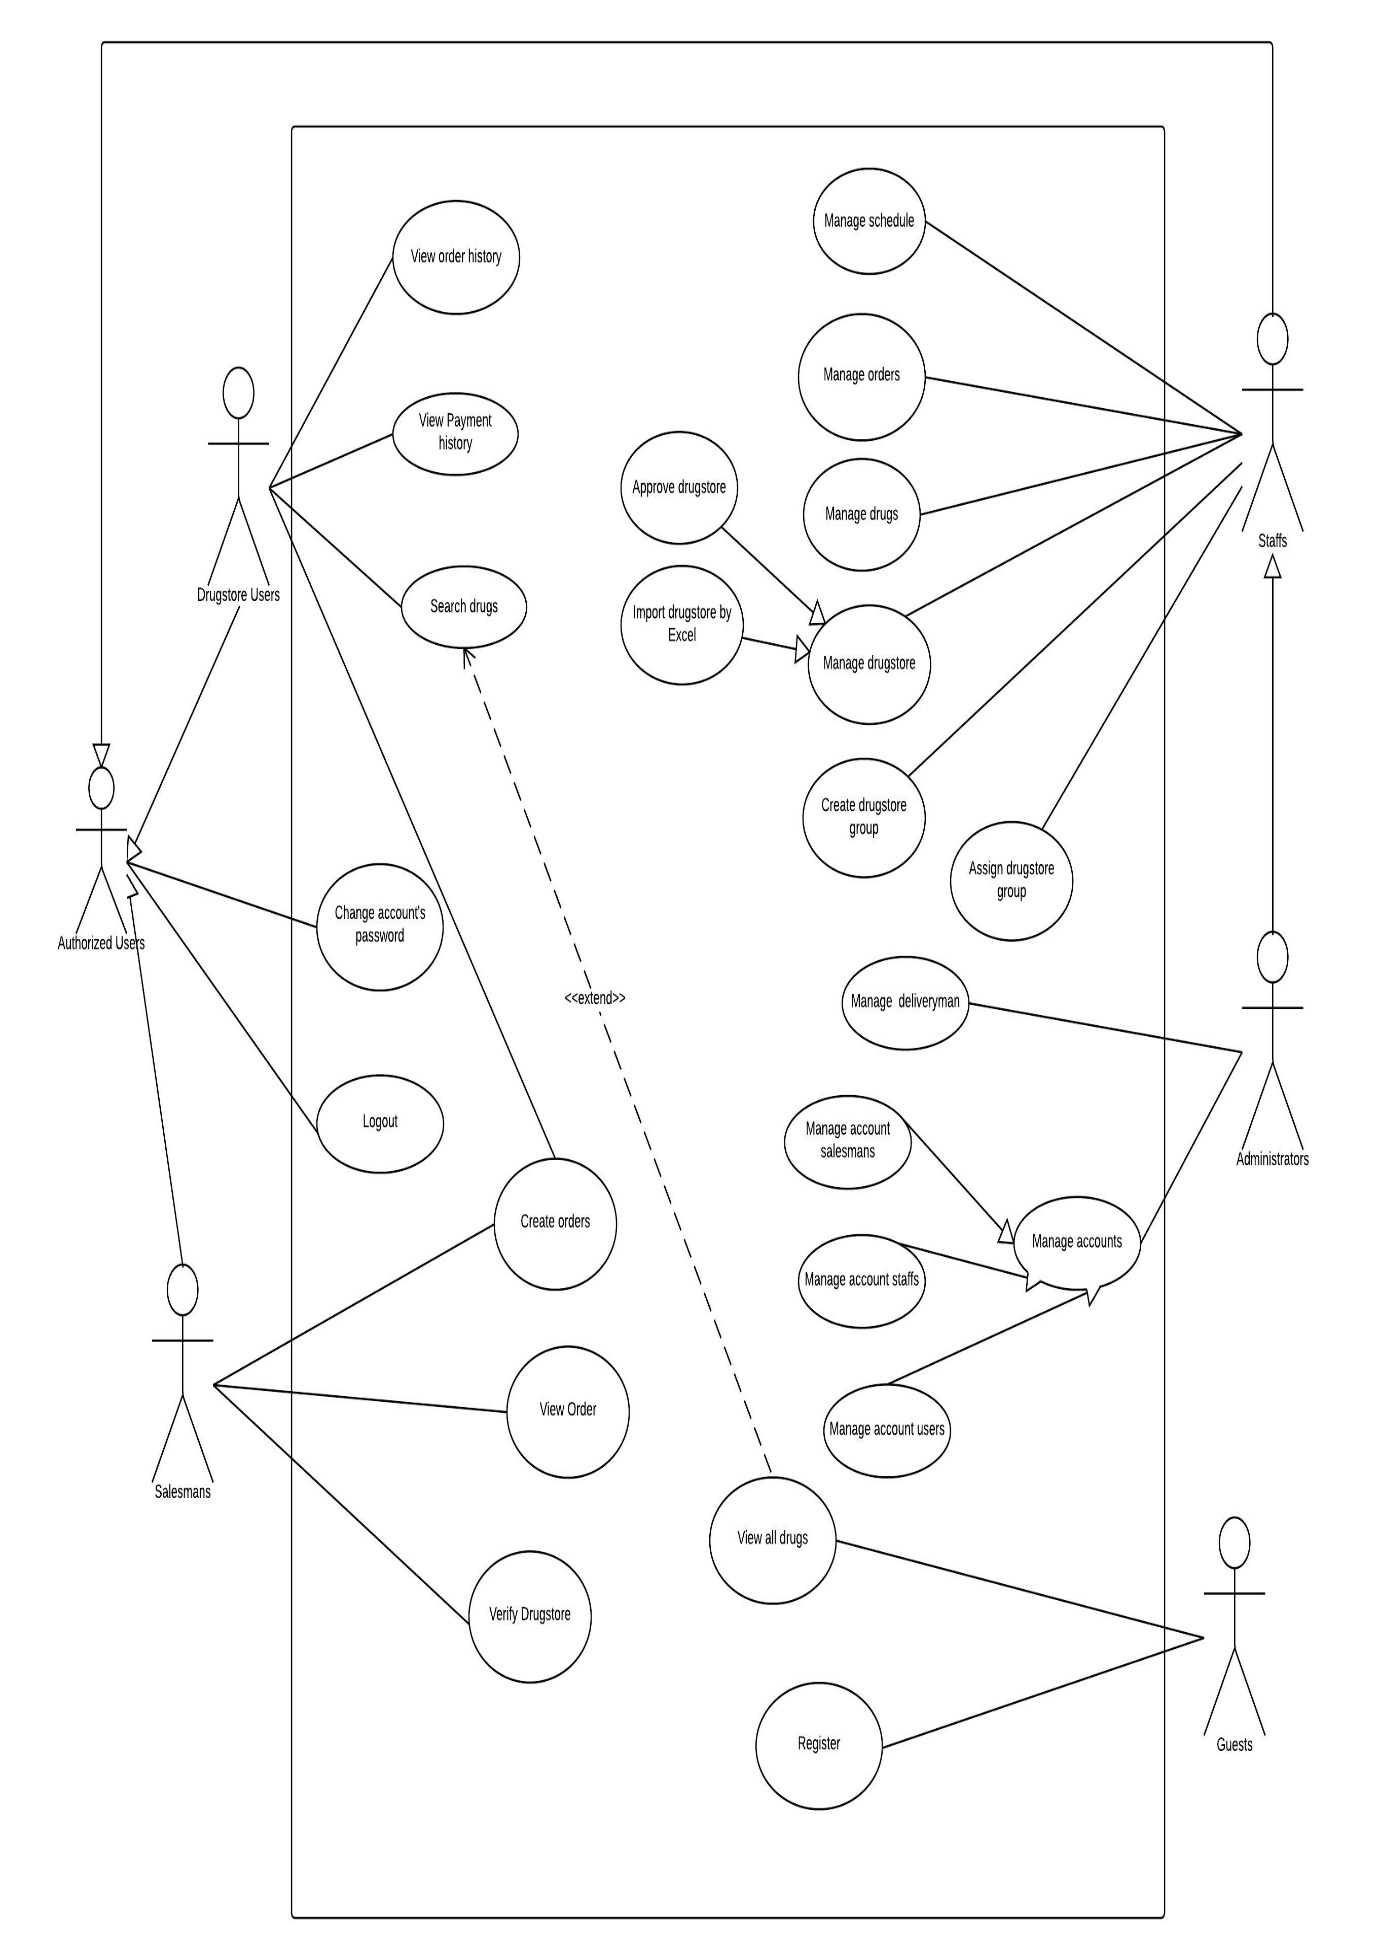 Manage schedule
View order history
Manage orders
View Payment
history
Approve drugstore
Manage drugs
Staffs
Drugstore Users
Search drugs
Import drugstore by
Excel
Manage drugstore
Create drugstore
group
Assign drugstore
group
Change account's
password
Authorized Users
<<extend>>
Manage  deliveryman
Logout
Manage account
salesmans
Administrators
Create orders
Manage accounts
Manage account staffs
View Order
Manage account users
Salesmans
View all drugs
Verify Drugstore
Register
Guests